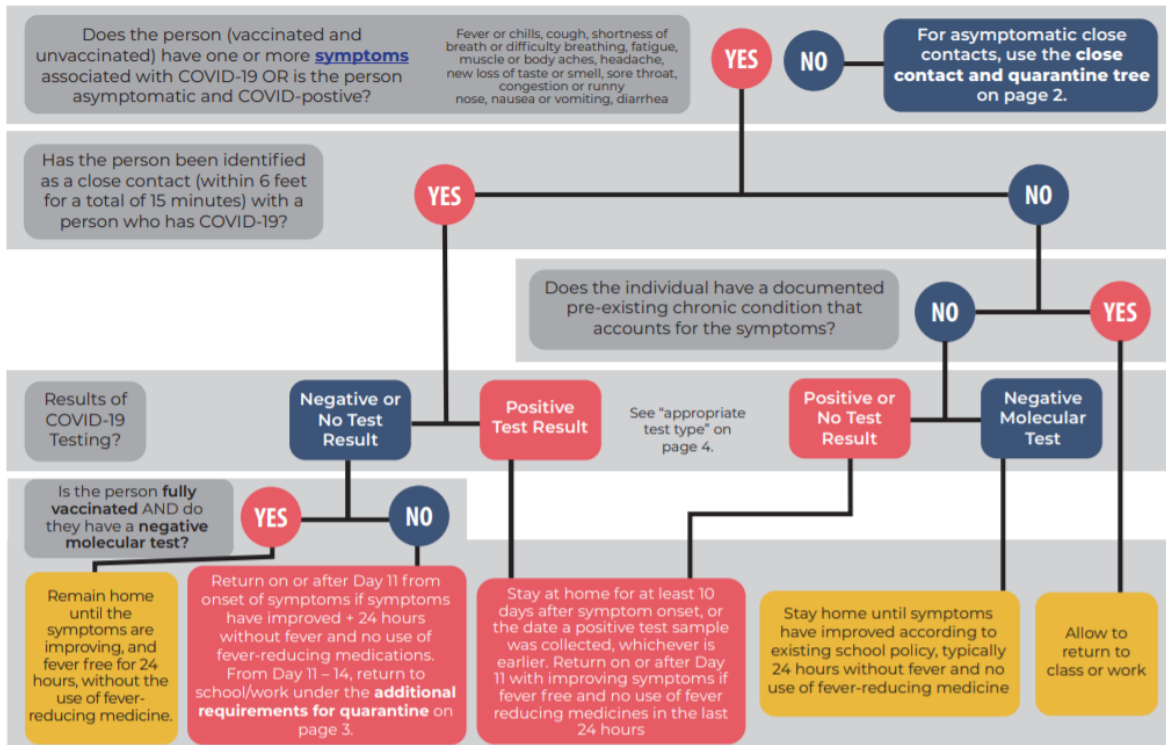 Does the person (vaccinated and
unvaccinated) have one or more symptoms
associated with COVID-19 OR is the person
asymptomatic and COVID-postive?
Fever or chills, cough, shortness of
breath or difficulty breathing, fatigue,
muscle or body aches, headache,
new loss of taste or smell, sore throat,
congestion or runny
nose, nausea or vomiting, diarrhea
YES
NO
For asymptomatic close
contacts, use the close
contact and quarantine tree
on page 2.
Has the person been identified
as a close contact (within 6 feet
for a total of 15 minutes) with a
person who has COVID-19?
YES
NO
Does the individual have a documented
pre-existing chronic condition that
accounts for the symptoms?
NO
YES
Results of
COVID-19
Testing?
Negative or
No Test
Result
Positive
Test Result
See “appropriate
test type” on
page 4.
Positive or
No Test
Result
Negative
Molecular
Test
Is the person fully
vaccinated AND do
they have a negative
molecular test?
YES
NO
Remain home
until the
symptoms are
improving, and
fever free for 24
hours, without the
use of fever-
reducing medicine.
Return on or after Day 11 from
onset of symptoms if symptoms
have improved + 24 hours
without fever and no use of
fever-reducing medications.
From Day 11 – 14, return to
school/work under the additional
requirements for quarantine on
page 3.
Stay at home for at least 10
days after symptom onset, or
the date a positive test sample
was collected, whichever is
earlier. Return on or after Day
11 with improving symptoms if
fever free and no use of fever
reducing medicines in the last
24 hours
Stay home until symptoms
have improved according to
existing school policy, typically
24 hours without fever and no
use of fever-reducing medicine
Allow to
return to
class or work